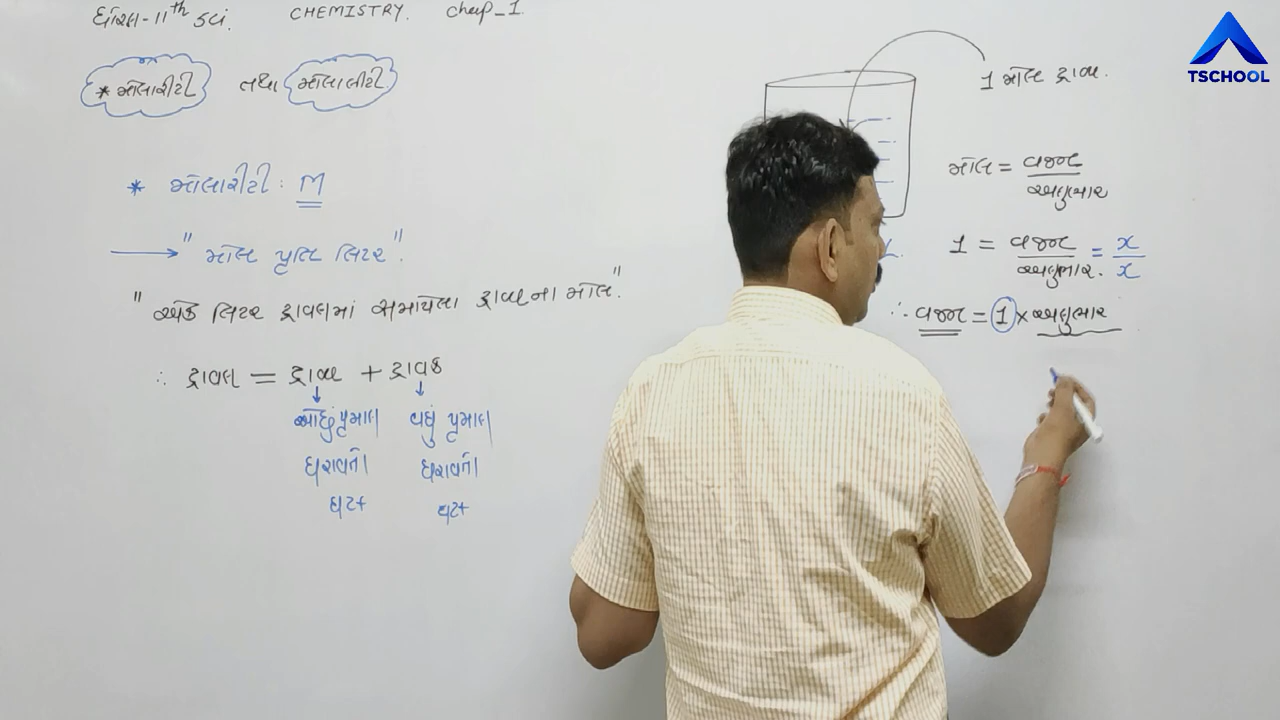 ધોરણ-11th sci. CHEMISTRY. chap_1.
* મોલારીટી તથા મોલાલીટી
* મોલારીટી : M
→ " મોલ પ્રતિ લિટર".
" એક લિટર દ્રાવણમાં સમાયેલા દ્રાવ્યના મોલ."
∴ દ્રાવણ = દ્રાવ્ય + દ્રાવક
↓ ↓
ઓછું પ્રમાણ વધું પ્રમાણ
ધરાવતો ધરાવતો
ઘટક ઘટક
TSCHOOL
1 મોલ દ્રાવ્ય.
મોલ = વજન / અણુભાર
1 = વજન / અણુભાર. = x / x
∴ વજન = 1 × અણુભાર